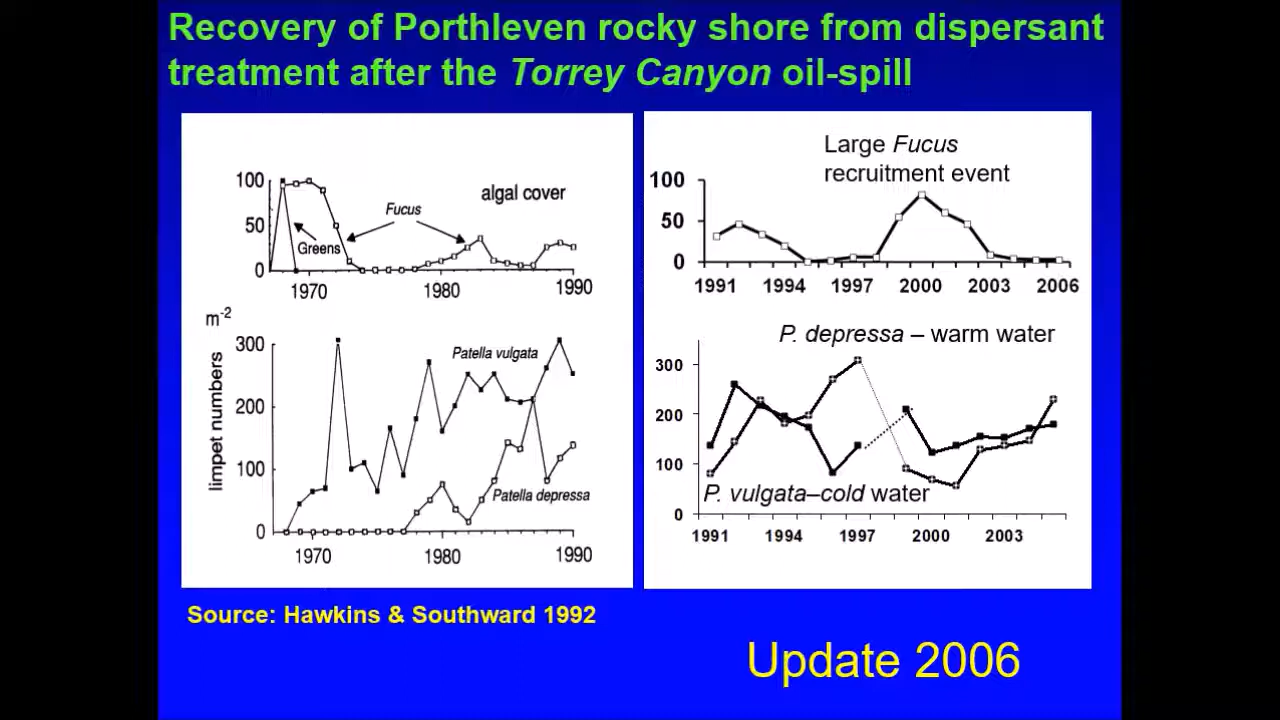 Recovery of Porthleven rocky shore from dispersant
treatment after the Torrey Canyon oil-spill
100
50
0
algal cover
Fucus
Greens
1970
1980
1990
m-2
300
200
100
0
limpet numbers
Patella vulgata
Patella depressa
1970
1980
1990
Large Fucus
recruitment event
100
50
0
1991
1994
1997
2000
2003
2006
P. depressa – warm water
300
200
100
0
P. vulgata–cold water
1991
1994
1997
2000
2003
Source: Hawkins & Southward 1992
Update 2006